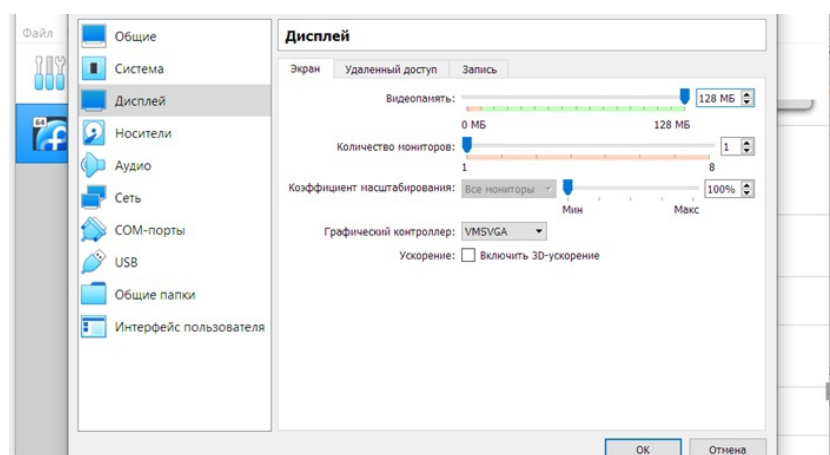 Файл
Общие
Система
Дисплей
Носители
Аудио
Сеть
COM-порты
USB
Общие папки
Интерфейс пользователя
64
Дисплей
Экран Удаленный доступ Запись
Видеопамять: 128 МБ
0 МБ 128 МБ
Количество мониторов: 1
1 8
Коэффициент масштабирования: Все мониторы 100%
Мин Макс
Графический контроллер: VMSVGA
Ускорение: Включить 3D-ускорение
OK Отмена